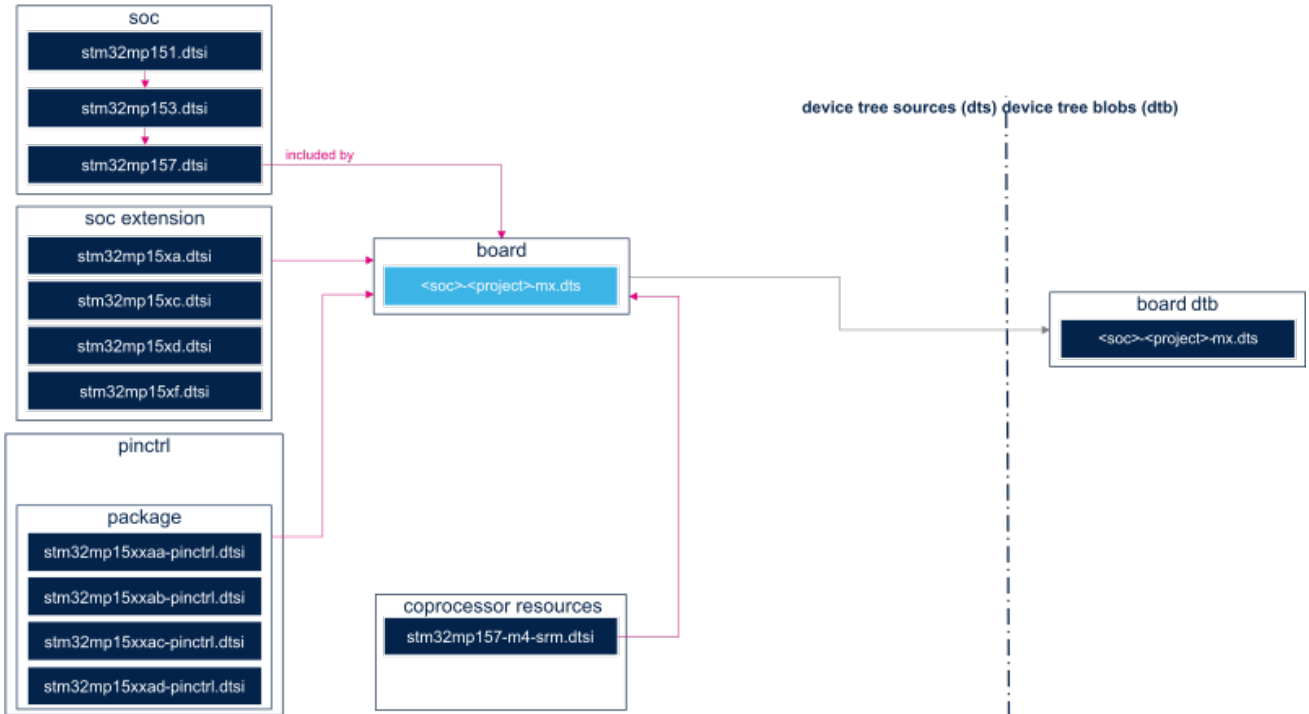 soc
stm32mp151.dtsi
stm32mp153.dtsi
stm32mp157.dtsi
included by
soc extension
stm32mp15xa.dtsi
stm32mp15xc.dtsi
stm32mp15xd.dtsi
stm32mp15xf.dtsi
pinctrl
package
stm32mp15xxaa-pinctrl.dtsi
stm32mp15xxab-pinctrl.dtsi
stm32mp15xxac-pinctrl.dtsi
stm32mp15xxad-pinctrl.dtsi
board
<soc>-<project>-mx.dts
coprocessor resources
stm32mp157-m4-srm.dtsi
device tree sources (dts) device tree blobs (dtb)
board dtb
<soc>-<project>-mx.dts